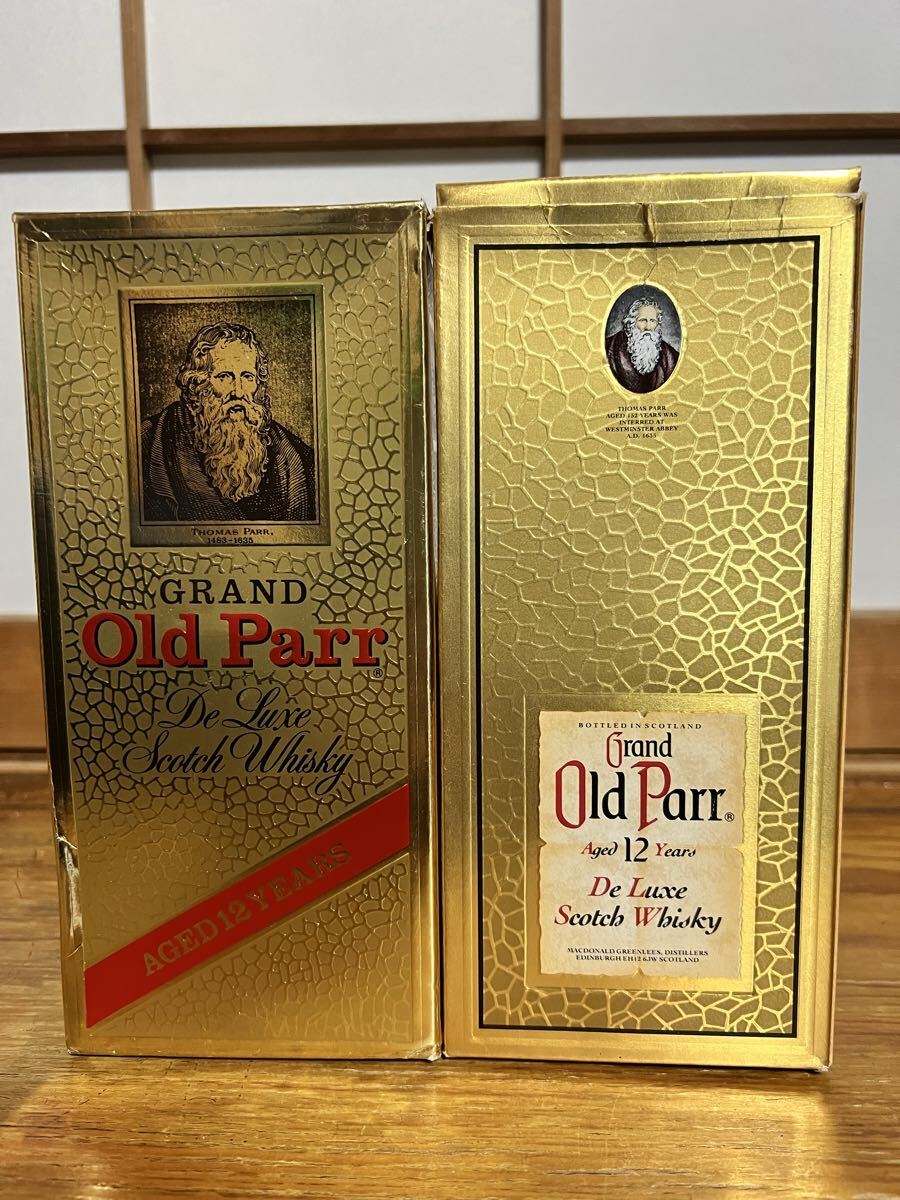 THOMAS PARR,
1483-1635
GRAND
Old Parr®
De Luxe
Scotch Whisky
AGED 12 YEARS
THOMAS PARR
AGED 152 YEARS WAS
INTERRED AT
WESTMINSTER ABBEY
A.D. 1635
BOTTLED IN SCOTLAND
Grand
Old Parr®
Aged 12 Years
De Luxe
Scotch Whisky
MACDONALD GREENLEES, DISTILLERS
EDINBURGH EH12 6JW SCOTLAND